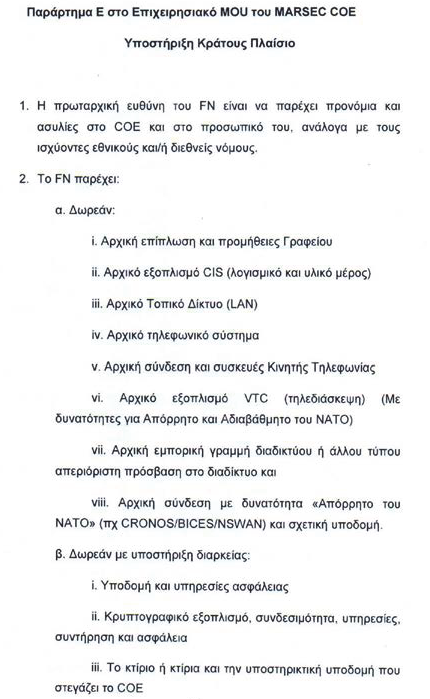 Παράρτημα Ε στο Επιχειρησιακό MOU του MARSEC COE
Υποστήριξη Κράτους Πλαίσιο
1. Η πρωταρχική ευθύνη του FN είναι να παρέχει προνόμια και
ασυλίες στο COE και στο προσωπικό του, ανάλογα με τους
ισχύοντες εθνικούς και/ή διεθνείς νόμους.
2. Το FN παρέχει:
α. Δωρεάν:
i. Αρχική επίπλωση και προμήθειες Γραφείου
ii. Αρχικό εξοπλισμό CIS (λογισμικό και υλικό μέρος)
iii. Αρχικό Τοπικό Δίκτυο (LAN)
iv. Αρχικό τηλεφωνικό σύστημα
v. Αρχική σύνδεση και συσκευές Κινητής Τηλεφωνίας
vi. Αρχικό εξοπλισμό VTC (τηλεδιάσκεψη) (Με
δυνατότητες για Απόρρητο και Αδιαβάθμητο του ΝΑΤΟ)
vii. Αρχική εμπορική γραμμή διαδικτύου ή άλλου τύπου
απεριόριστη πρόσβαση στο διαδίκτυο και
viii. Αρχική σύνδεση με δυνατότητα «Απόρρητο του
ΝΑΤΟ» (πχ CRONOS/BICES/NSWAN) και σχετική υποδομή.
β. Δωρεάν με υποστήριξη διαρκείας:
i. Υποδομή και υπηρεσίες ασφάλειας
ii. Κρυπτογραφικό εξοπλισμό, συνδεσιμότητα, υπηρεσίες,
συντήρηση και ασφάλεια
iii. Το κτίριο ή κτίρια και την υποστηρικτική υποδομή που
στεγάζει το COE